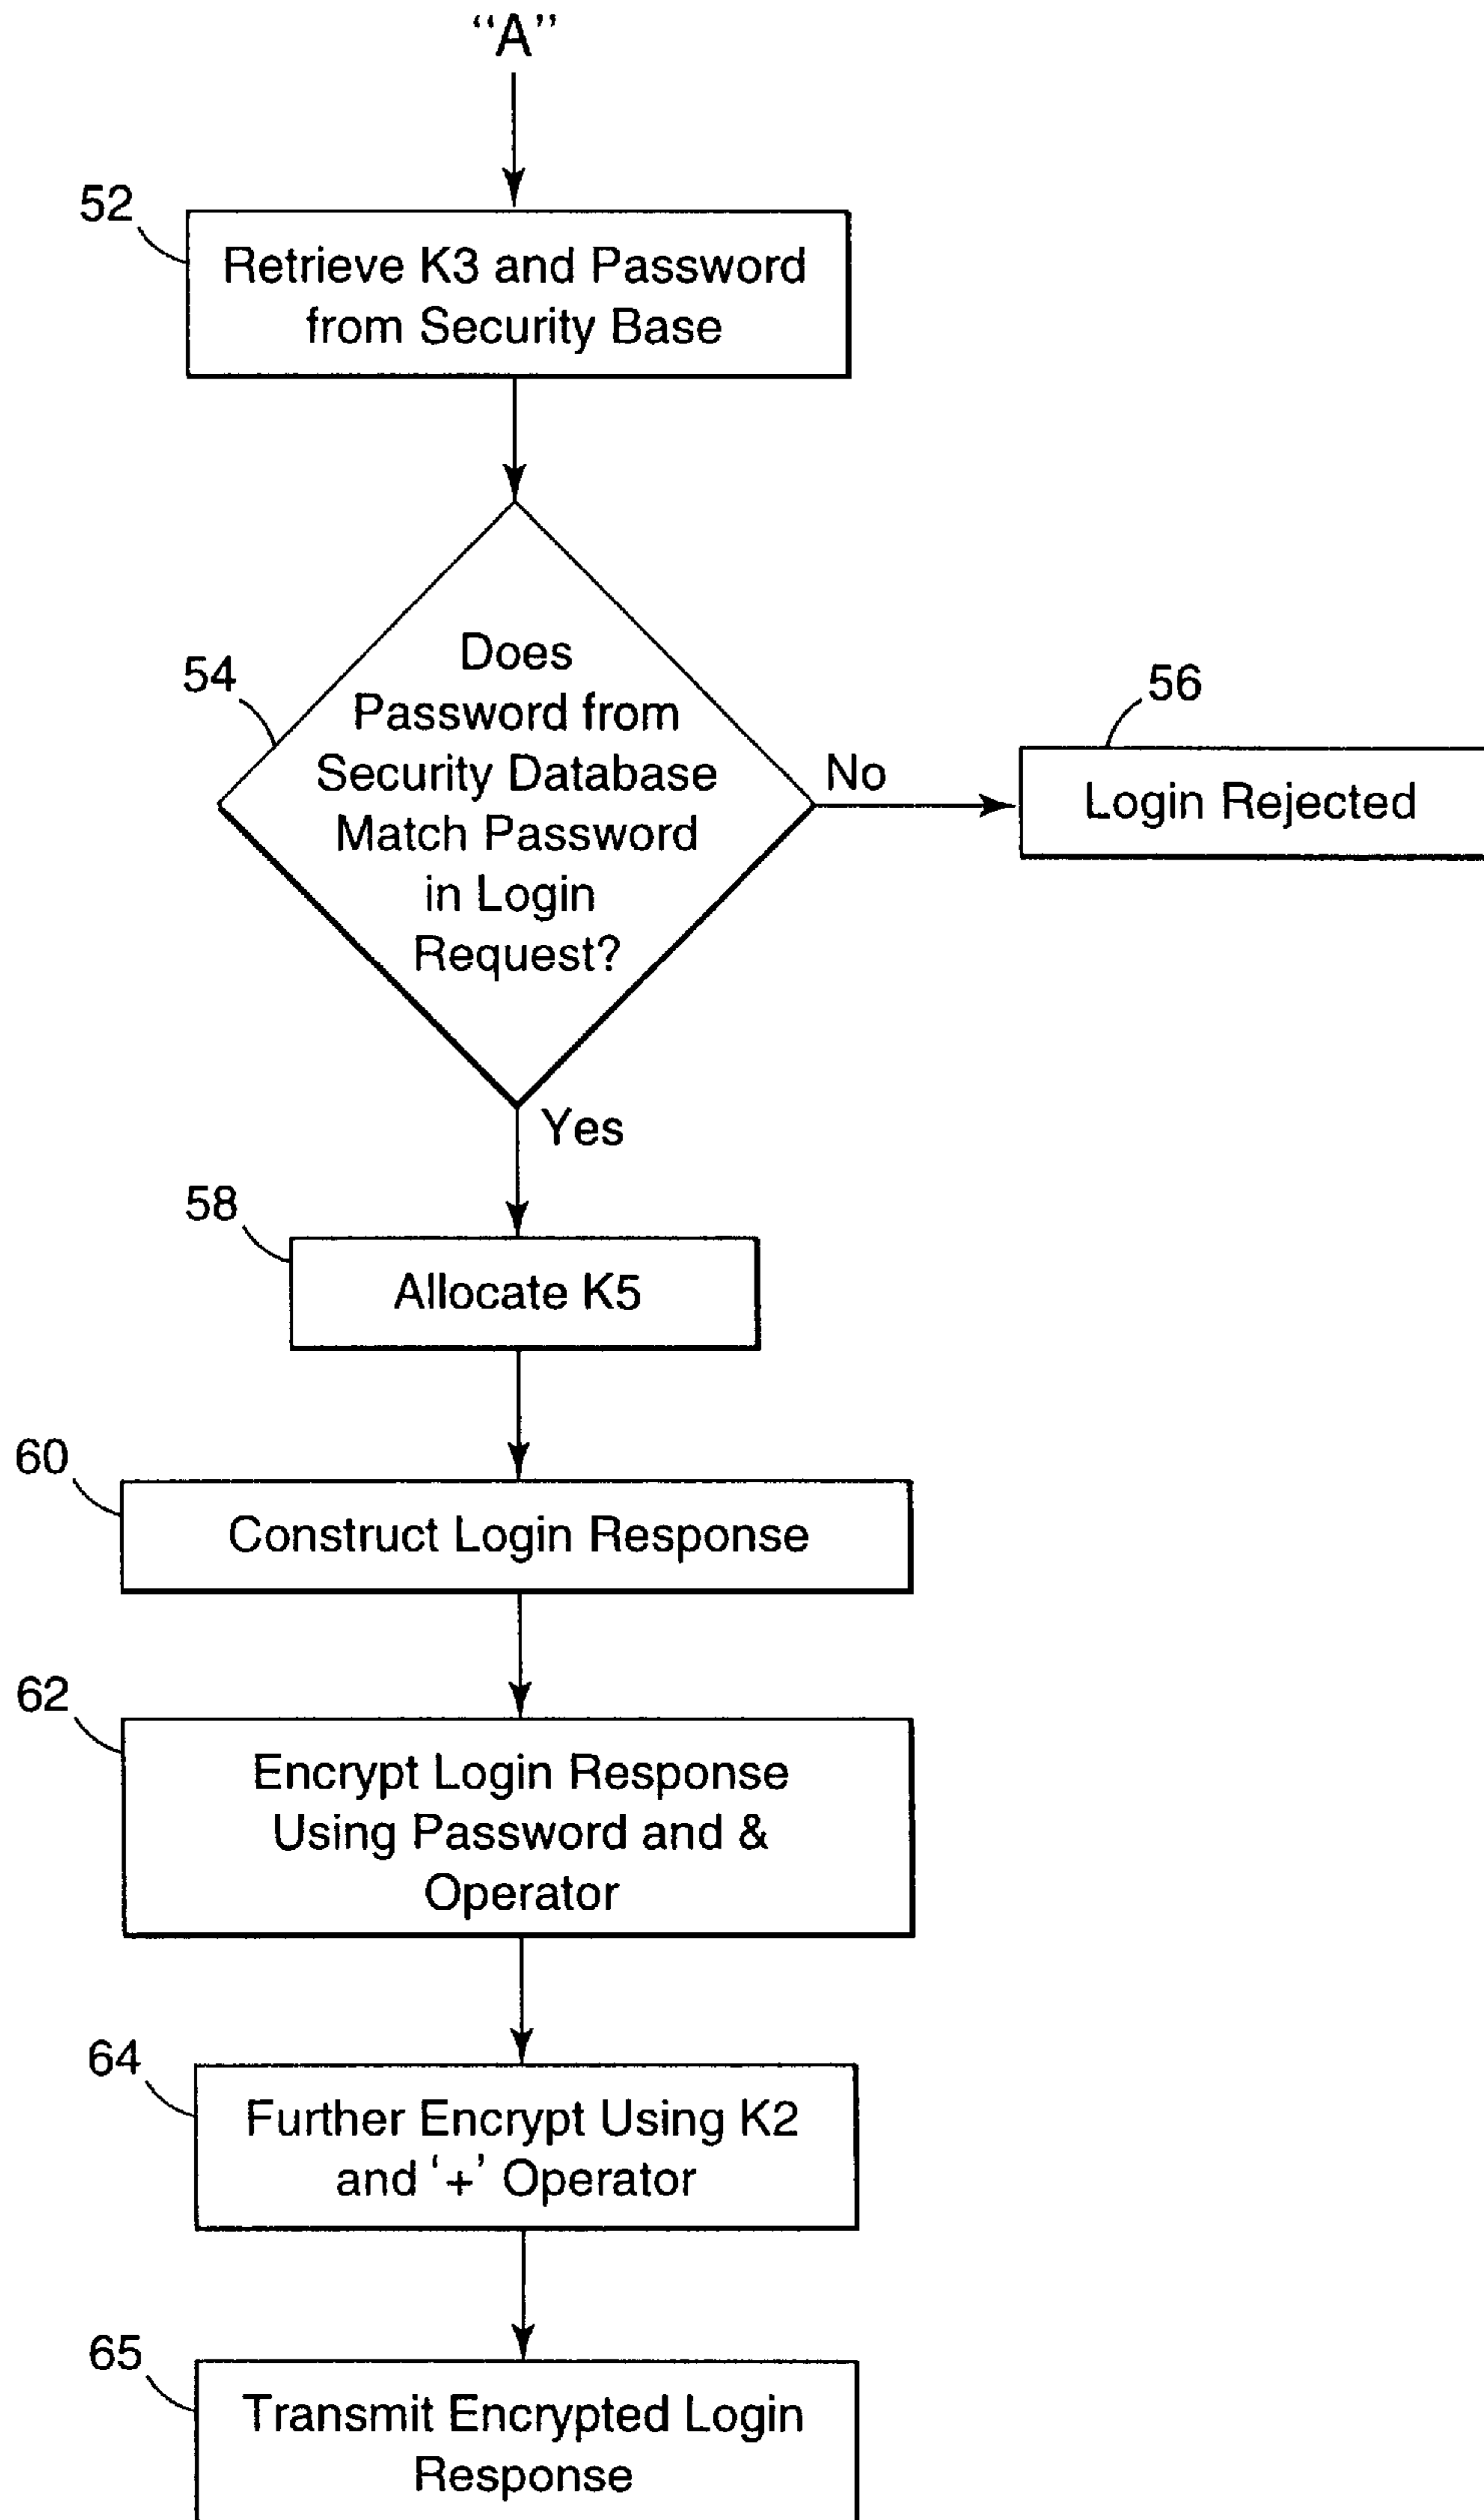 “A”
52
Retrieve K3 and Password
from Security Base
54
Does
Password from
Security Database
Match Password
in Login
Request?
No
56
Login Rejected
Yes
58
Allocate K5
60
Construct Login Response
62
Encrypt Login Response
Using Password and &
Operator
64
Further Encrypt Using K2
and ‘+’ Operator
65
Transmit Encrypted Login
Response